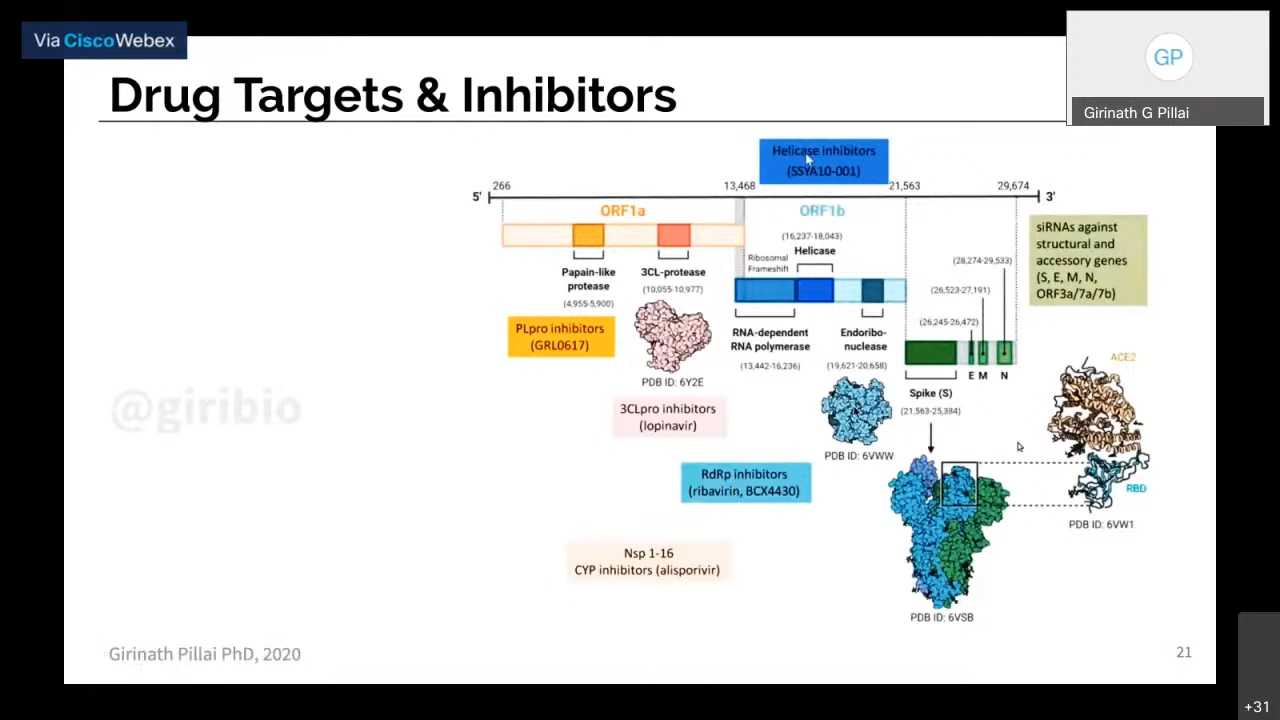 Via CiscoWebex
GP
Girinath G Pillai
Drug Targets & Inhibitors
Helicase inhibitors
(SSYA10-001)
5'
266
13,468
21,563
29,674
3'
ORF1a
ORF1b
(16,237-18,043)
Helicase
Ribosomal
Frameshift
Papain-like
protease
(4,955-5,900)
3CL-protease
(10,055-10,977)
PLpro inhibitors
(GRL0617)
PDB ID: 6Y2E
3CLpro inhibitors
(lopinavir)
RNA-dependent
RNA polymerase
(13,442-16,236)
Endoribo-
nuclease
(19,621-20,658)
PDB ID: 6VWW
RdRp inhibitors
(ribavirin, BCX4430)
Nsp 1-16
CYP inhibitors (alisporivir)
(28,274-29,533)
(26,523-27,191)
(26,245-26,472)
E M N
Spike (S)
(21,563-25,384)
PDB ID: 6VSB
siRNAs against
structural and
accessory genes
(S, E, M, N,
ORF3a/7a/7b)
ACE2
RBD
PDB ID: 6VW1
@giribio
Girinath Pillai PhD, 2020
21
+31